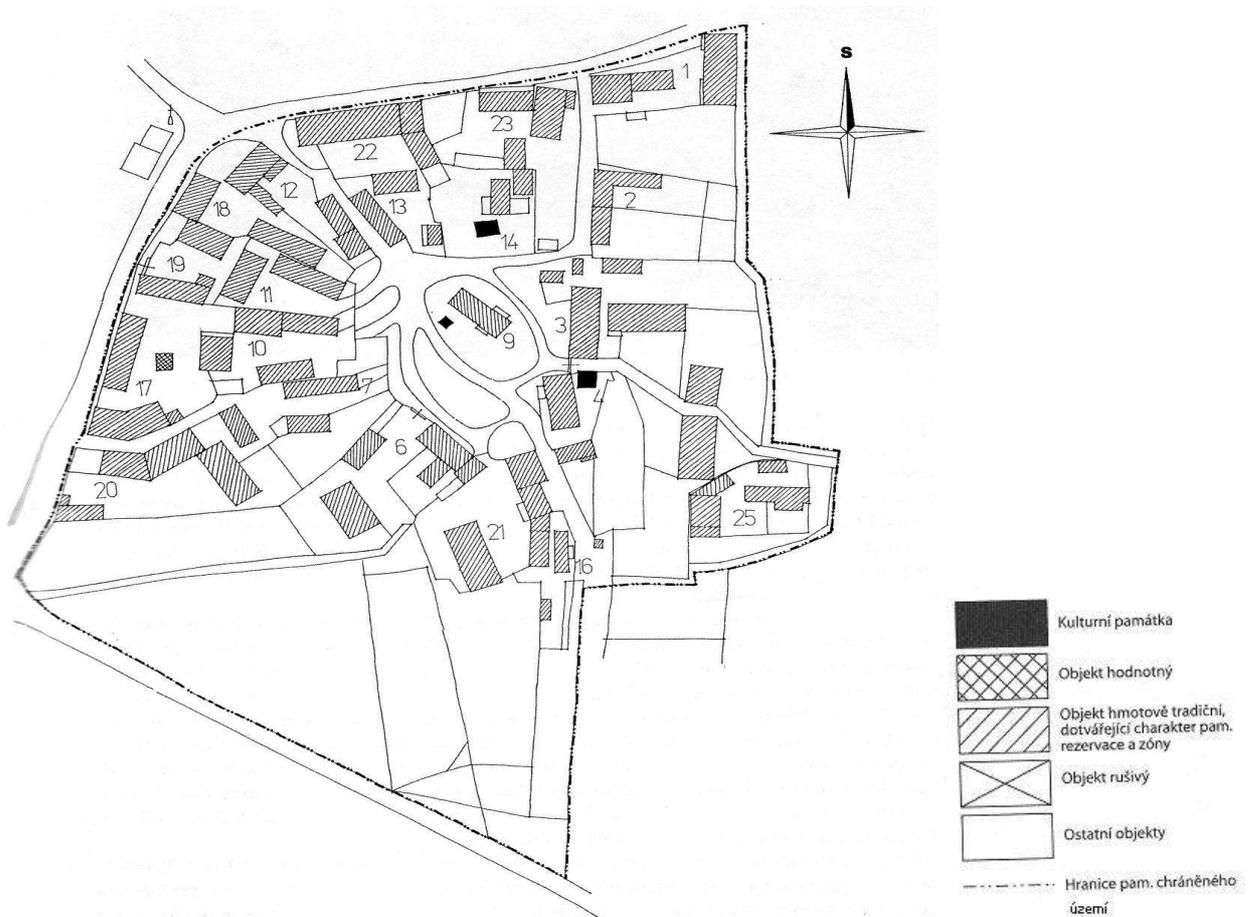 S
1
23
22
12
13
2
18
14
19
11
3
9
10
17
7
4
6
20
21
25
16
Kulturní památka
Objekt hodnotný
Objekt hmotově tradiční,
dotvářející charakter pam.
rezervace a zóny
Objekt rušivý
Ostatní objekty
Hranice pam. chráněného
území